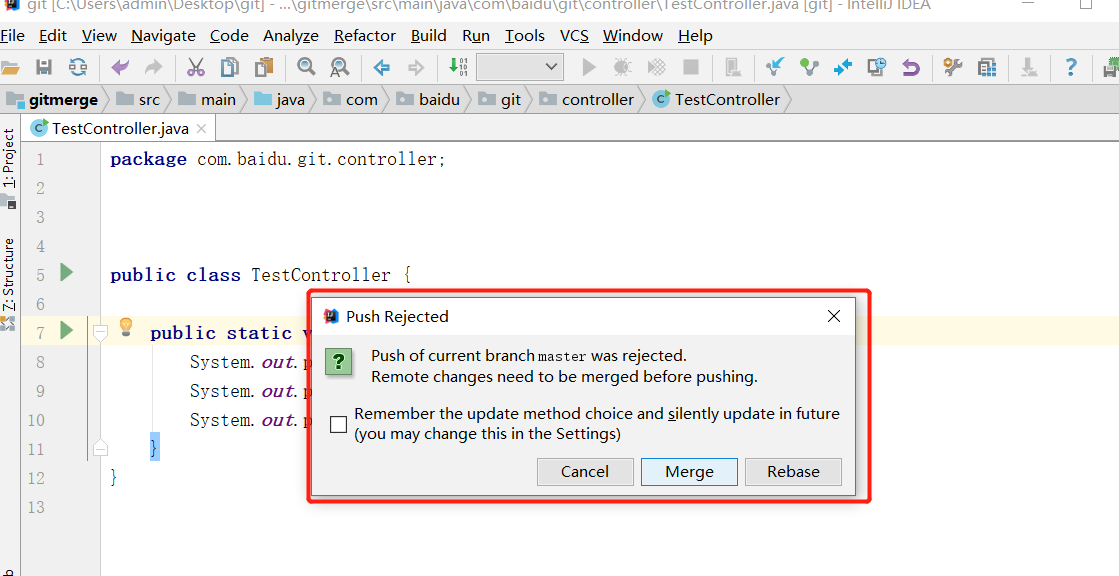 git [C:\Users\admin\Desktop\git] - ...\gitmerge\src\main\java\com\baidu\git\controller\TestController.java [git] - IntelliJ IDEA
File Edit View Navigate Code Analyze Refactor Build Run Tools VCS Window Help
gitmerge src main java com baidu git controller TestController
TestController.java
1: Project
7: Structure
1 package com.baidu.git.controller;
2
3
4
5 public class TestController {
6
7 public static v
8 System.out.p
9 System.out.p
10 System.out.p
11 }
12 }
13
Push Rejected
Push of current branch master was rejected.
Remote changes need to be merged before pushing.
Remember the update method choice and silently update in future
(you may change this in the Settings)
Cancel Merge Rebase